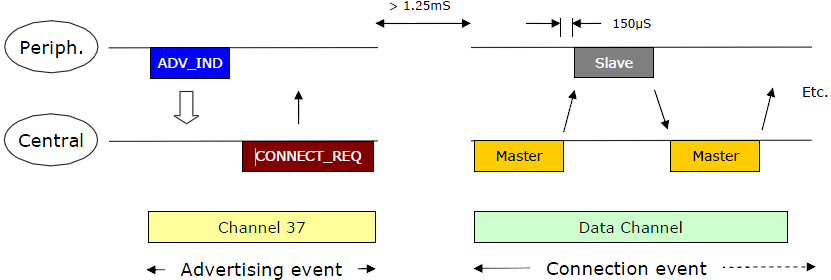 > 1.25mS
150µS
Periph.
ADV_IND
Slave
Etc.
Central
CONNECT_REQ
Master
Master
Channel 37
Data Channel
Advertising event
Connection event